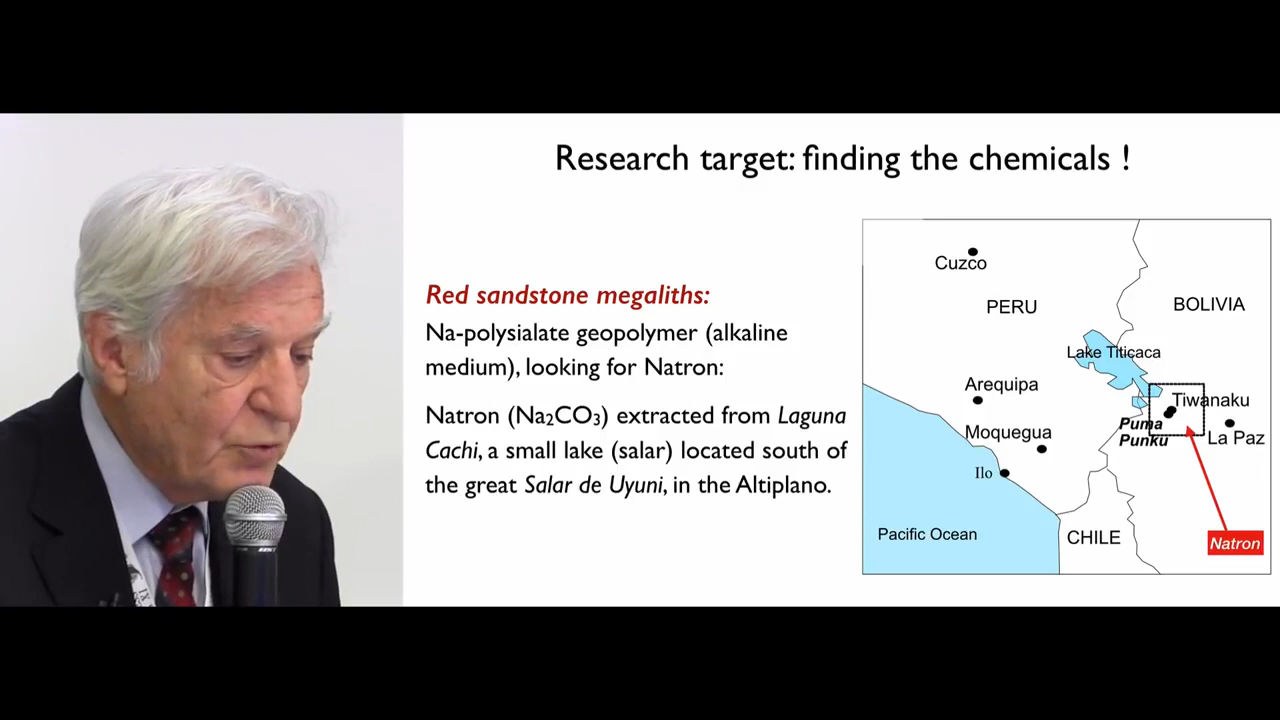 Research target: finding the chemicals !
Red sandstone megaliths:
Na-polysialate geopolymer (alkaline
medium), looking for Natron:
Natron (Na₂CO₃) extracted from Laguna
Cachi, a small lake (salar) located south of
the great Salar de Uyuni, in the Altiplano.
Cuzco
PERU
BOLIVIA
Lake Titicaca
Arequipa
Tiwanaku
Puma
Punku
La Paz
Moquegua
Ilo
Pacific Ocean
CHILE
Natron